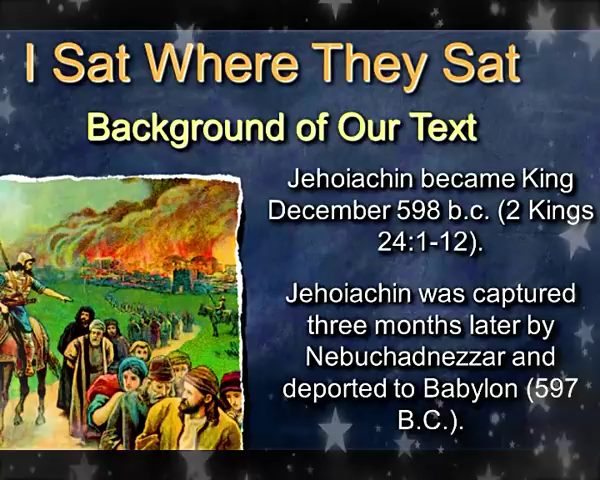 I Sat Where They Sat
Background of Our Text
Jehoiachin became King
December 598 b.c. (2 Kings
24:1-12).
Jehoiachin was captured
three months later by
Nebuchadnezzar and
deported to Babylon (597
B.C.).